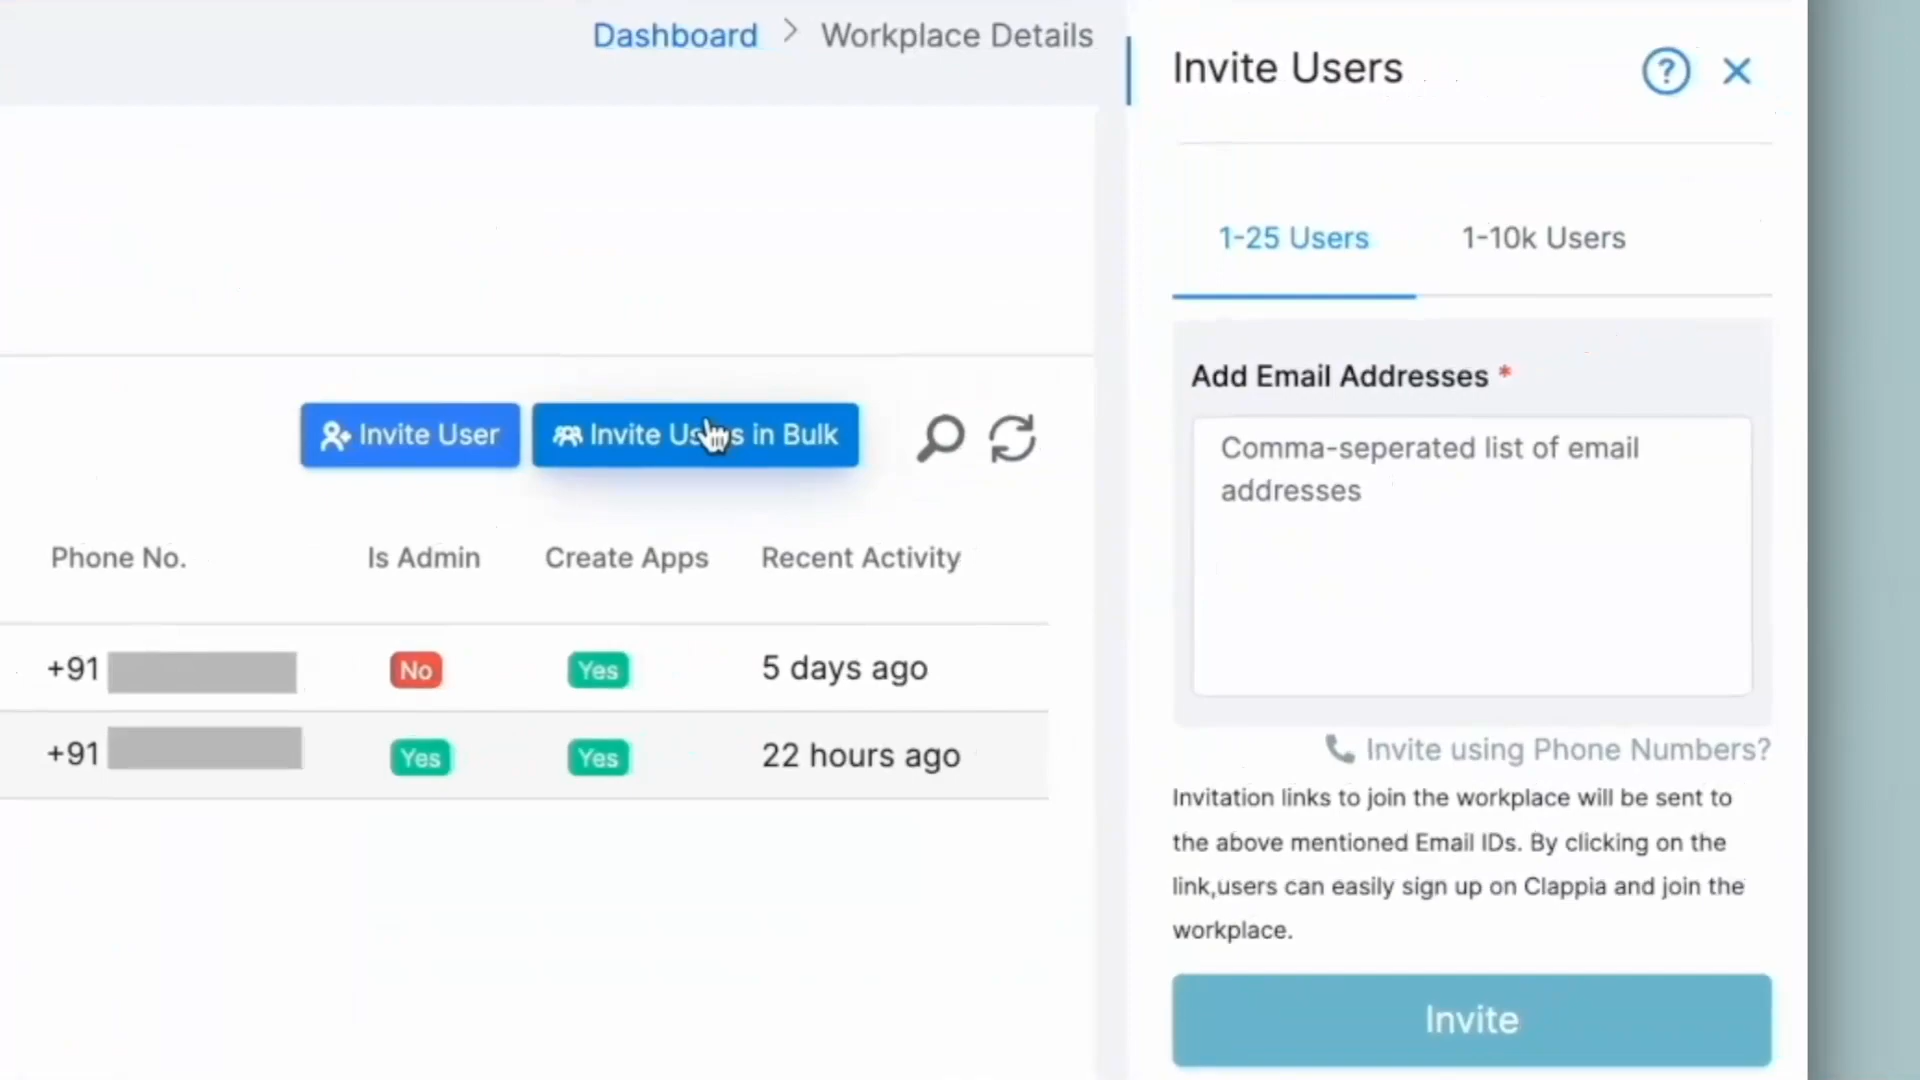 Dashboard > Workplace Details
Invite Users
1-25 Users 1-10k Users
Invite User
Invite Users in Bulk
Phone No. Is Admin Create Apps Recent Activity
+91 No Yes 5 days ago
+91 Yes Yes 22 hours ago
Add Email Addresses *
Comma-seperated list of email
addresses
Invite using Phone Numbers?
Invitation links to join the workplace will be sent to
the above mentioned Email IDs. By clicking on the
link,users can easily sign up on Clappia and join the
workplace.
Invite